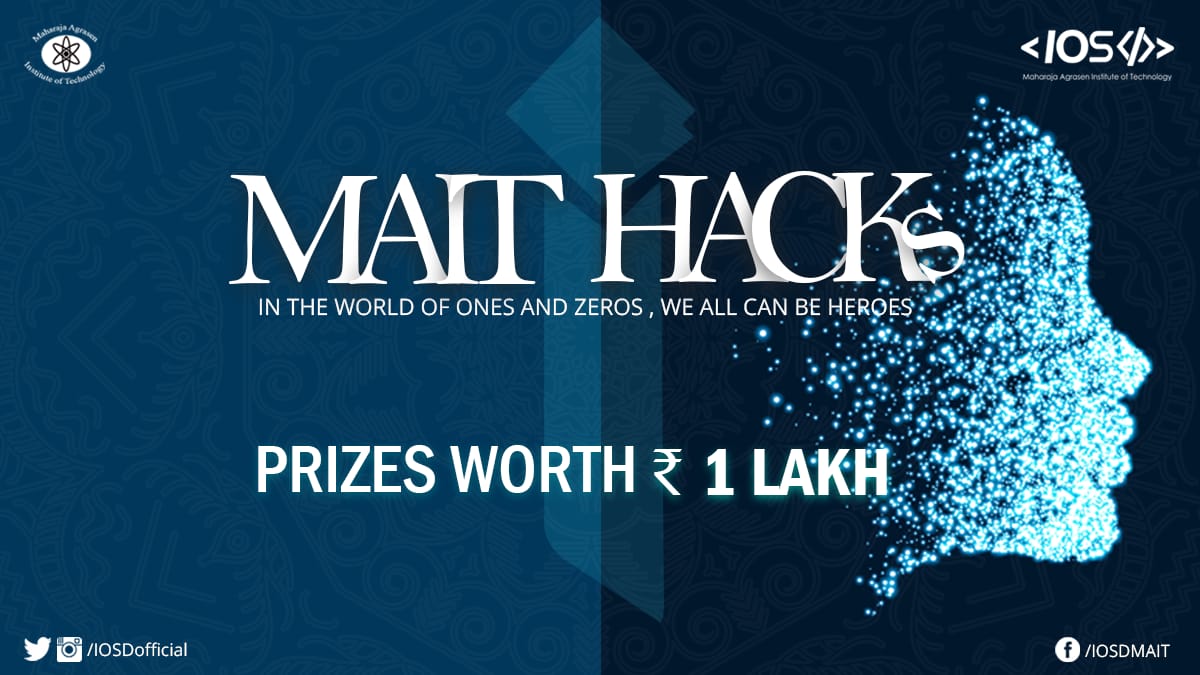 Maharaja Agrasen
Institute of Technology
<IOS</>>
Maharaja Agrasen Institute of Technology
MAIT HACKs
IN THE WORLD OF ONES AND ZEROS , WE ALL CAN BE HEROES
PRIZES WORTH ₹ 1 LAKH
/IOSDofficial
/IOSDMAIT